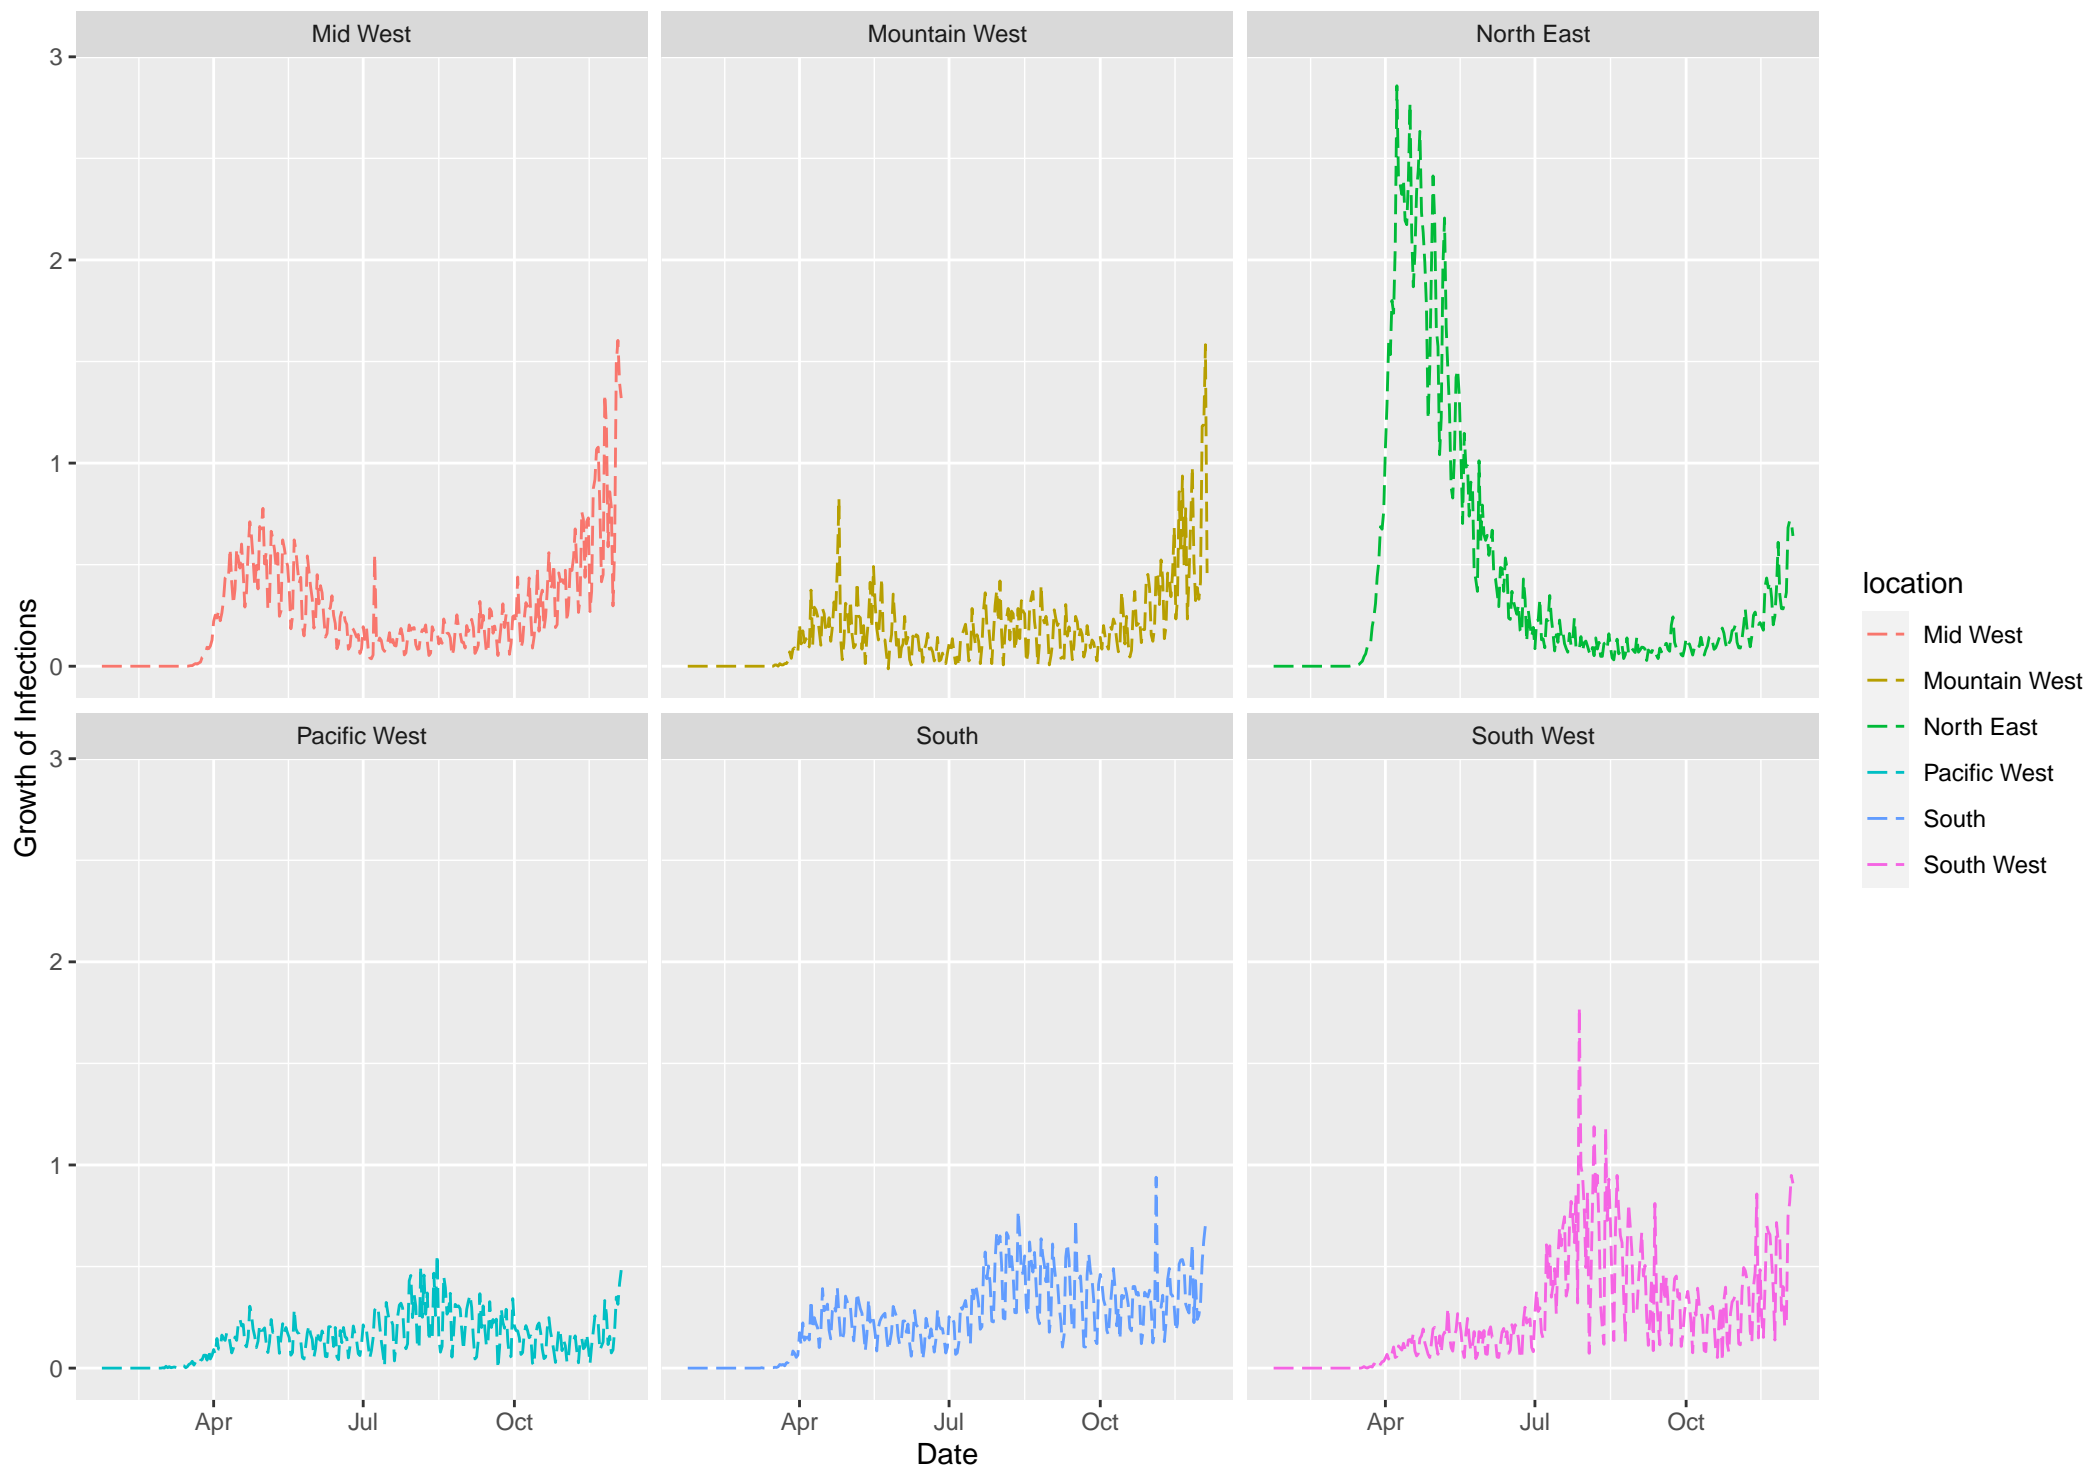 Mid West
Mountain West
North East
3
2
1
0
Pacific West
South
South West
3
2
1
0
Apr
Jul
Oct
Apr
Jul
Oct
Apr
Jul
Oct
Date
Growth of Infections
location
Mid West
Mountain West
North East
Pacific West
South
South West